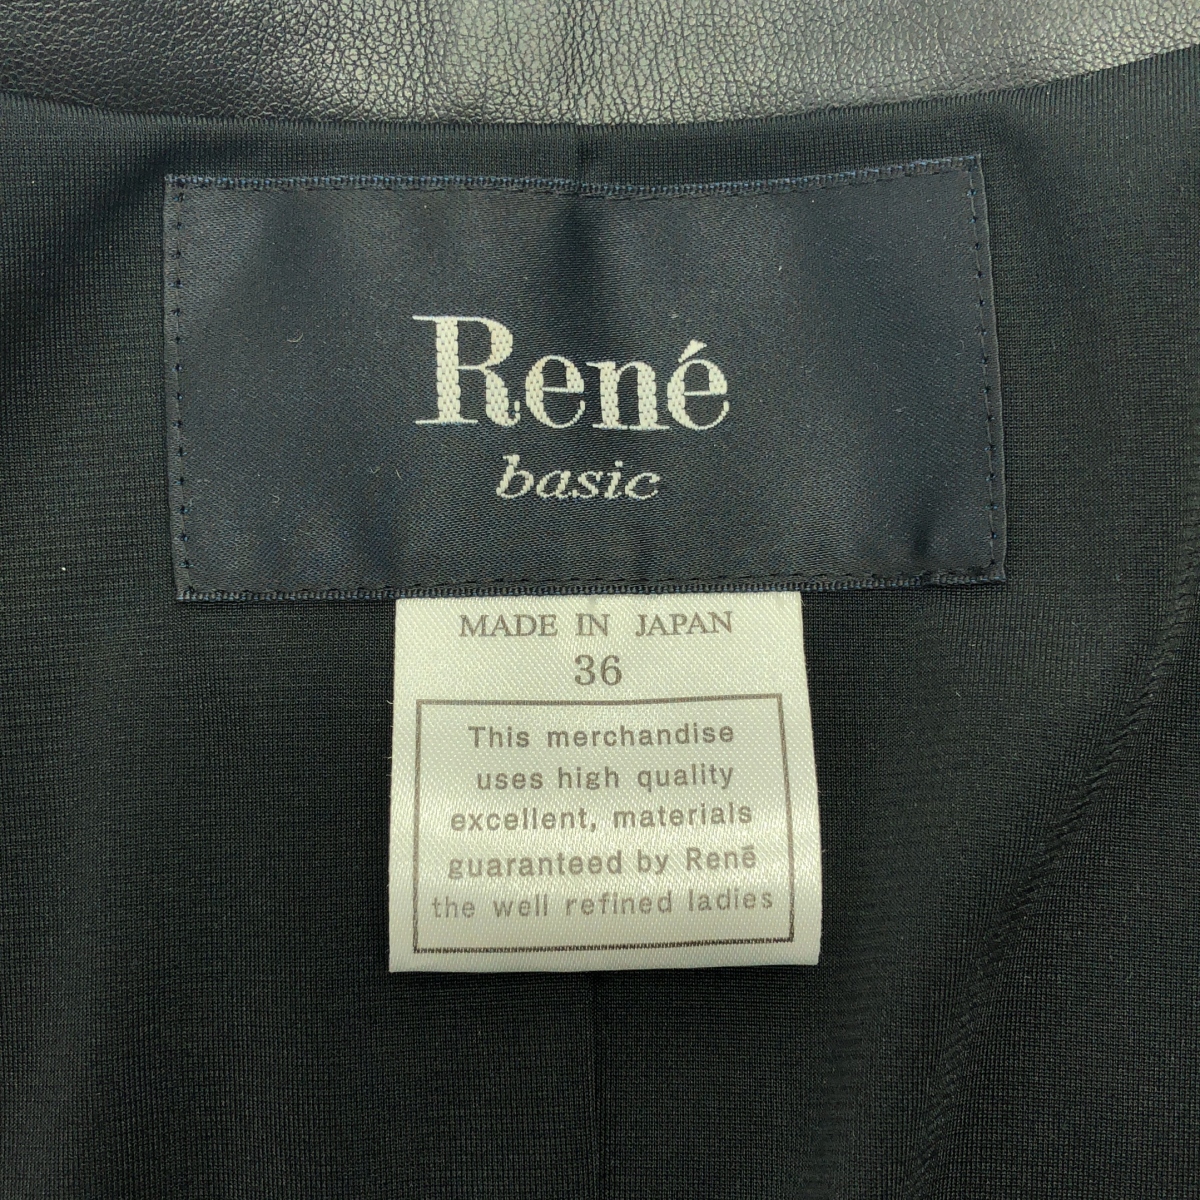 René
basic
MADE IN JAPAN
36
This merchandise
uses high quality
excellent, materials
guaranteed by Renē
the well refined ladies